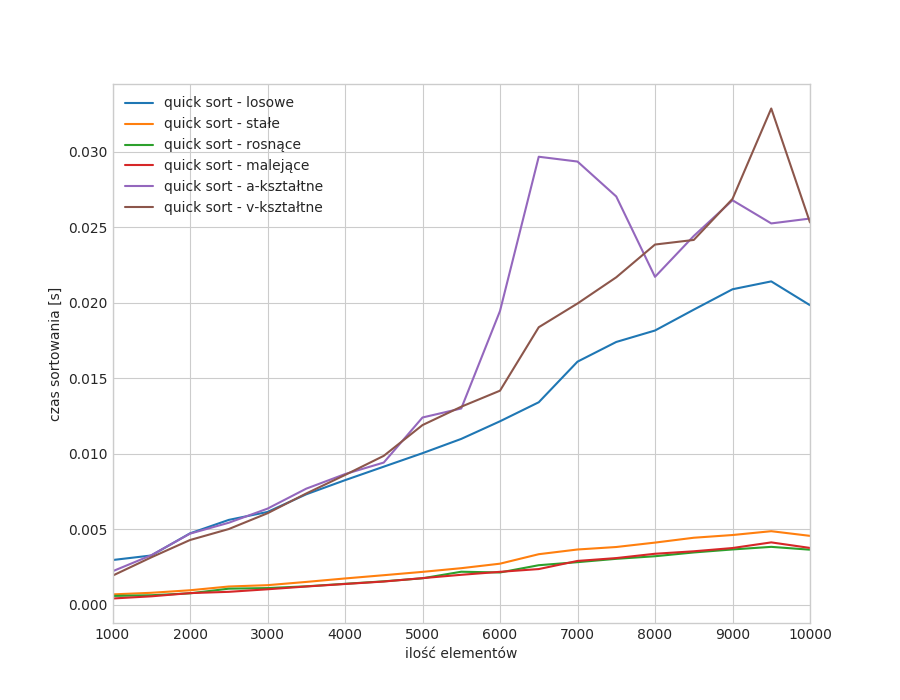 quick sort - losowe
quick sort - stałe
quick sort - rosnące
quick sort - malejące
quick sort - a-kształtne
quick sort - v-kształtne
0.030
0.025
0.020
0.015
0.010
0.005
0.000
czas sortowania [s]
1000 2000 3000 4000 5000 6000 7000 8000 9000 10000
ilość elementów